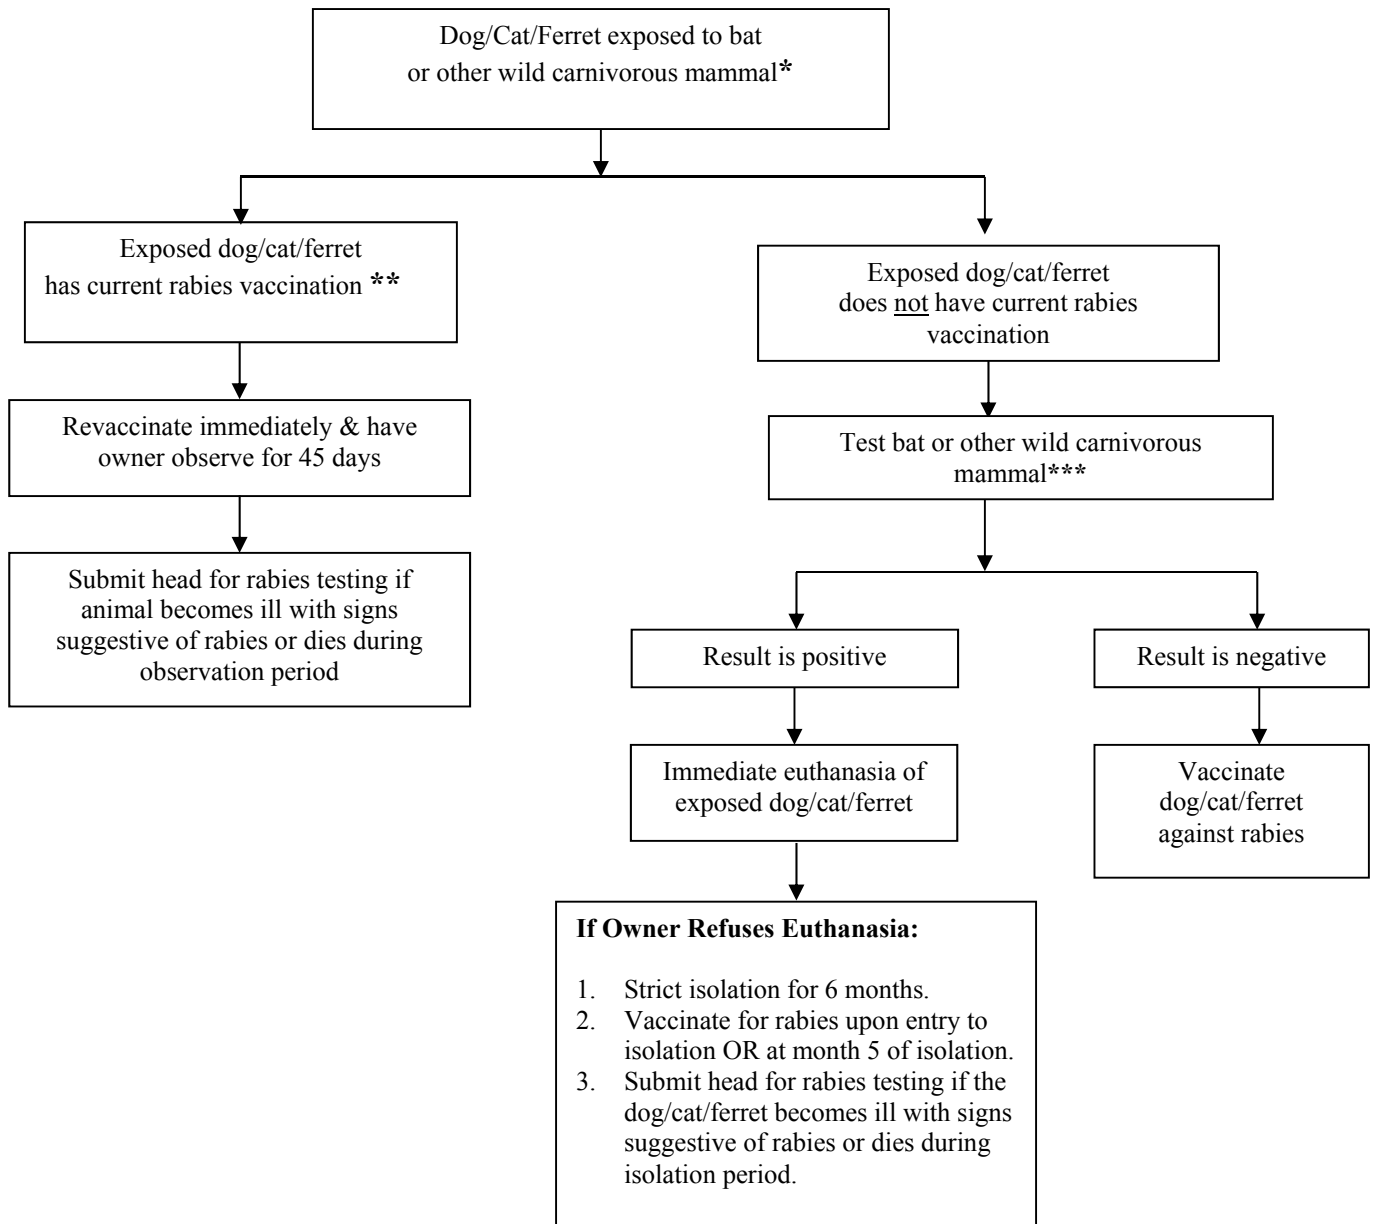 Dog/Cat/Ferret exposed to bat
or other wild carnivorous mammal*
Exposed dog/cat/ferret
has current rabies vaccination **
Revaccinate immediately & have
owner observe for 45 days
Submit head for rabies testing if
animal becomes ill with signs
suggestive of rabies or dies during
observation period
Exposed dog/cat/ferret
does not have current rabies
vaccination
Test bat or other wild carnivorous
mammal***
Result is positive
Immediate euthanasia of
exposed dog/cat/ferret
If Owner Refuses Euthanasia:
1. Strict isolation for 6 months.
2. Vaccinate for rabies upon entry to
isolation OR at month 5 of isolation.
3. Submit head for rabies testing if the
dog/cat/ferret becomes ill with signs
suggestive of rabies or dies during
isolation period.
Result is negative
Vaccinate
dog/cat/ferret
against rabies